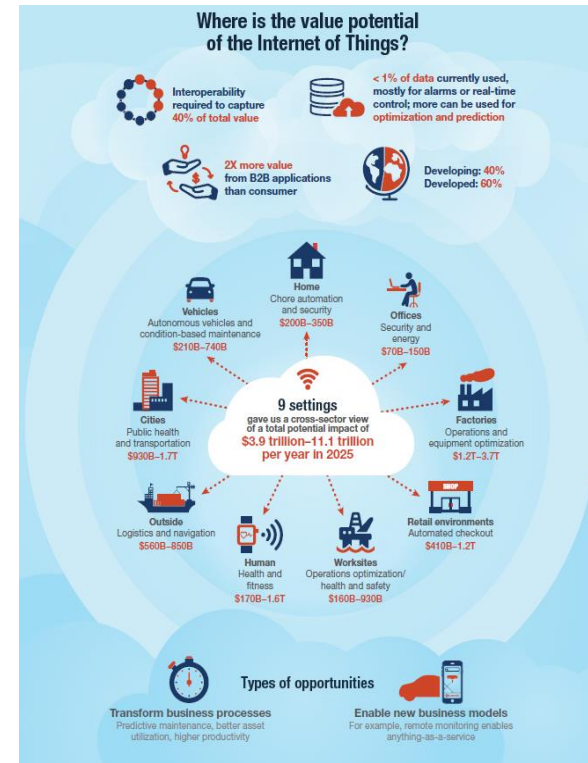 Where is the value potential
of the Internet of Things?
Interoperability
required to capture
40% of total value
< 1% of data currently used,
mostly for alarms or real-time
control; more can be used for
optimization and prediction
2X more value
from B2B applications
than consumer
Developing: 40%
Developed: 60%
Home
Chore automation
and security
$200B–350B
Vehicles
Autonomous vehicles and
condition-based maintenance
$210B–740B
Offices
Security and
energy
$70B–150B
9 settings
gave us a cross-sector view
of a total potential impact of
$3.9 trillion–11.1 trillion
per year in 2025
Cities
Public health
and transportation
$930B–1.7T
Factories
Operations and
equipment optimization
$1.2T–3.7T
Outside
Logistics and navigation
$560B–850B
SHOP
Retail environments
Automated checkout
$410B–1.2T
Human
Health and
fitness
$170B–1.6T
Worksites
Operations optimization/
health and safety
$160B–930B
Types of opportunities
Transform business processes
Predictive maintenance, better asset
utilization, higher productivity
Enable new business models
For example, remote monitoring enables
anything-as-a-service